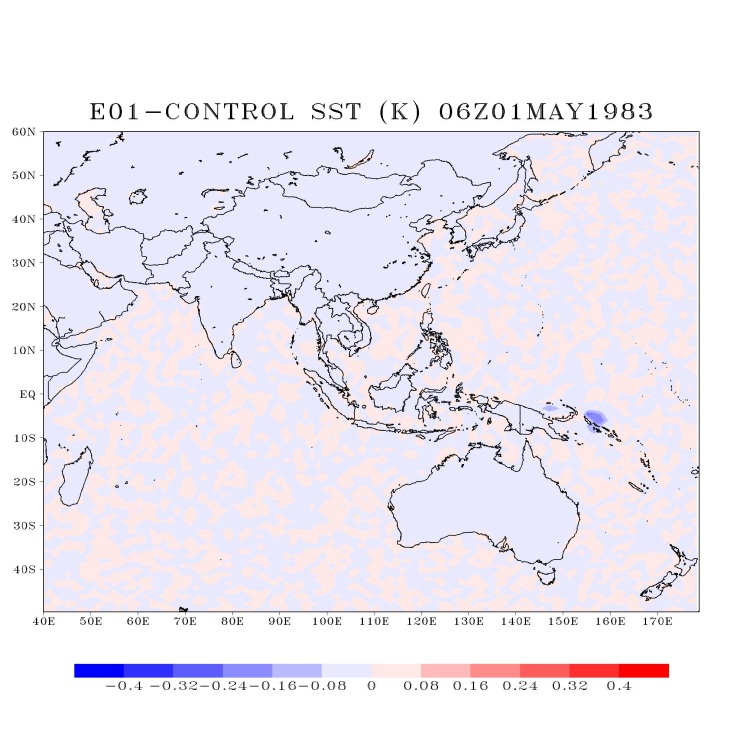 E01−CONTROL SST (K) 06Z01MAY1983
60N
50N
40N
30N
20N
10N
EQ
10S
20S
30S
40S
40E 50E 60E 70E 80E 90E 100E 110E 120E 130E 140E 150E 160E 170E
−0.4 −0.32 −0.24 −0.16 −0.08 0 0.08 0.16 0.24 0.32 0.4